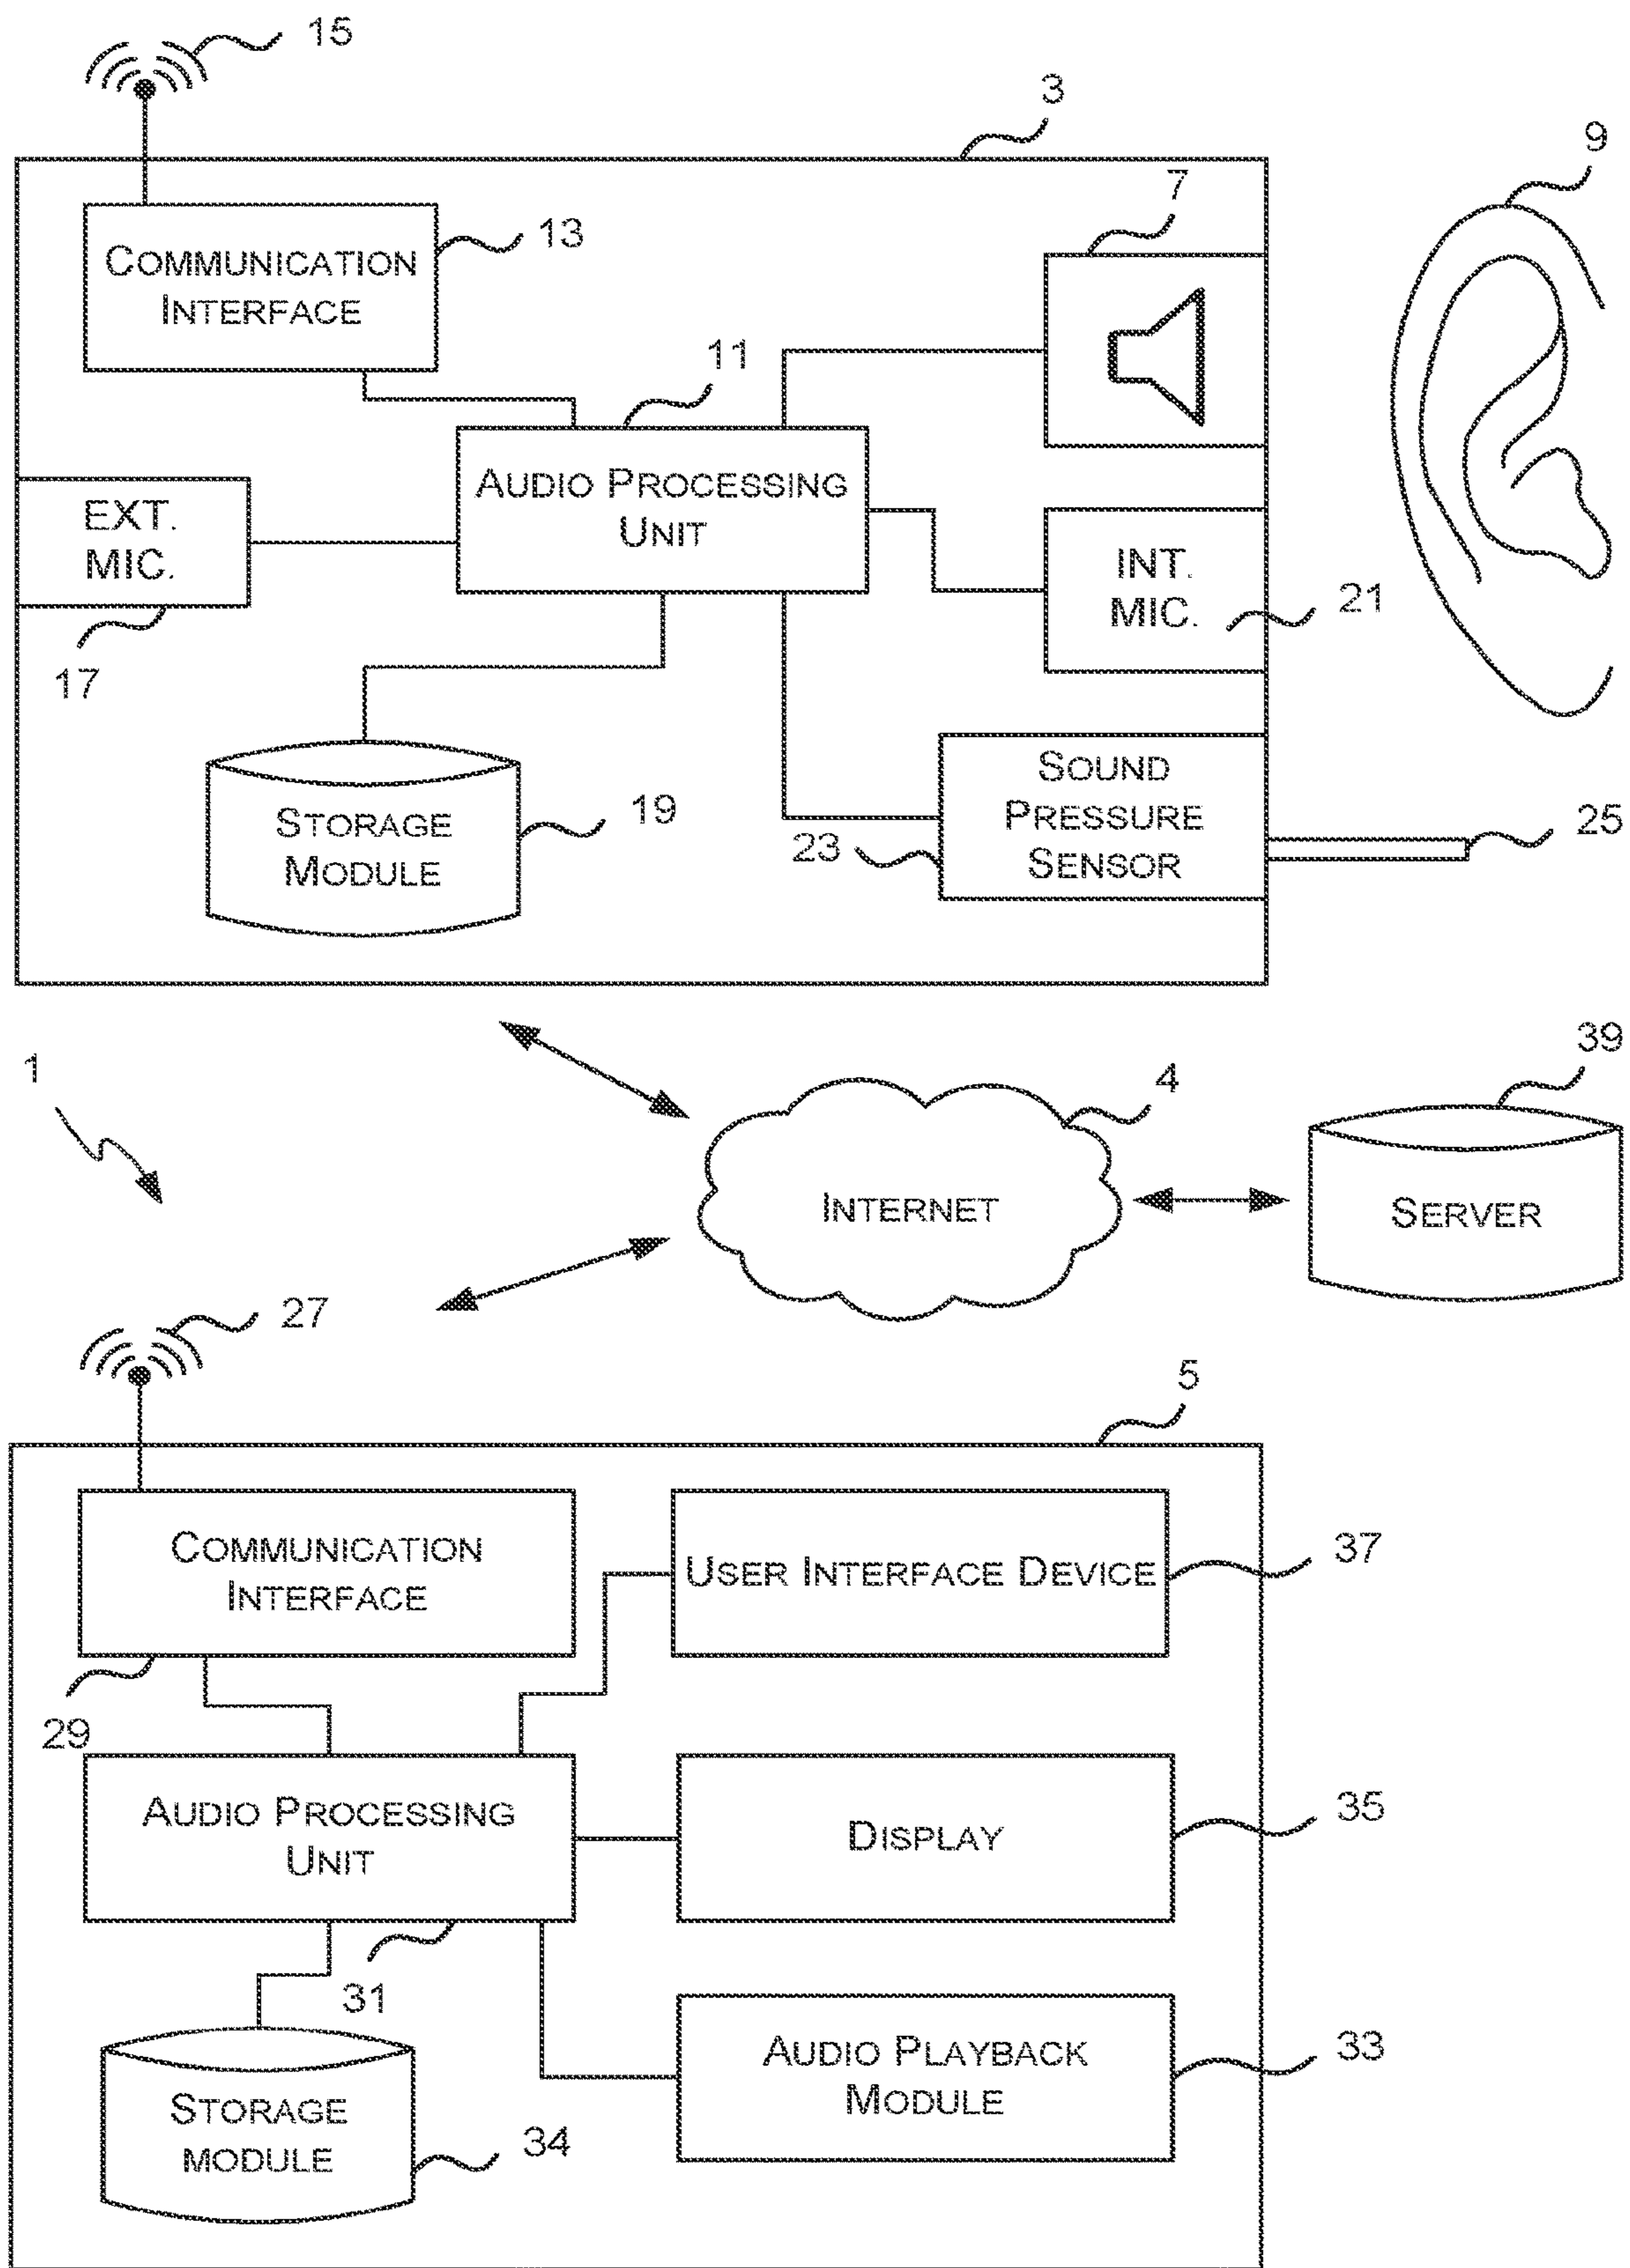 15
3
9
7
13
COMMUNICATION
INTERFACE
11
AUDIO PROCESSING
UNIT
EXT.
MIC.
INT.
MIC.
21
17
SOUND
PRESSURE
SENSOR
19
STORAGE
MODULE
23
25
39
1
4
INTERNET
SERVER
27
5
COMMUNICATION
INTERFACE
USER INTERFACE DEVICE
37
29
AUDIO PROCESSING
UNIT
DISPLAY
35
31
AUDIO PLAYBACK
MODULE
33
STORAGE
MODULE
34